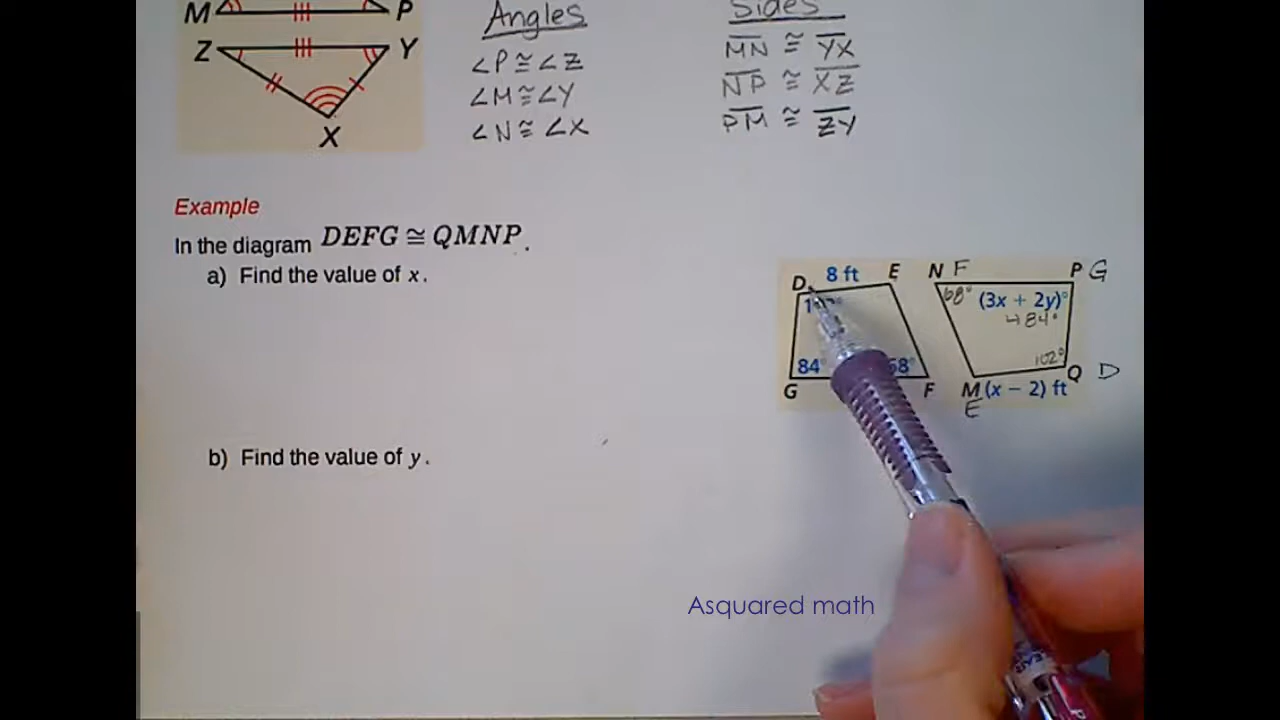 M P
Z Y
X
Angles
∠P ≅ ∠Z
∠M ≅ ∠Y
∠N ≅ ∠X
Sides
MN ≅ YX
NP ≅ XZ
PM ≅ ZY
Example
In the diagram DEFG ≅ QMNP.
a) Find the value of x.
b) Find the value of y.
D 8 ft E
84°
G F
N F P G
68° (3x + 2y)°
→ 84°
102°
Q D
M (x − 2) ft
E
Asquared math